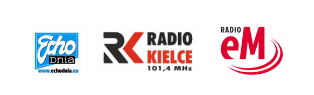 Echo
Dnia
www.echodnia.eu
RK RADIO
KIELCE
101,4 MHz
RADIO
eM